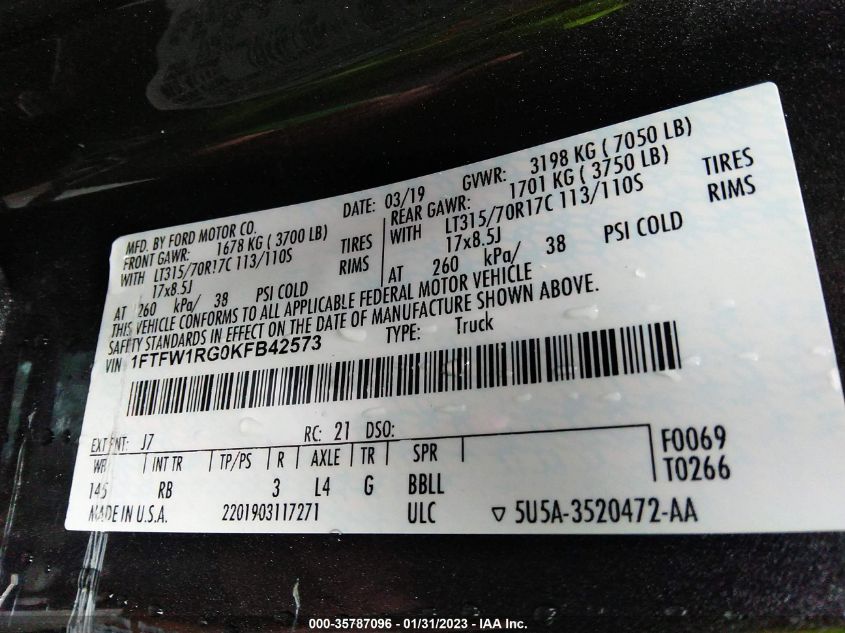 MFD. BY FORD MOTOR CO. DATE: 03/19 GVWR: 3198 KG ( 7050 LB)
FRONT GAWR: 1678 KG ( 3700 LB) REAR GAWR: 1701 KG ( 3750 LB)
WITH LT315/70R17C 113/110S TIRES WITH LT315/70R17C 113/110S TIRES
17x8.5J RIMS 17x8.5J RIMS
AT 260 kPa/ 38 PSI COLD AT 260 kPa/ 38 PSI COLD
THIS VEHICLE CONFORMS TO ALL APPLICABLE FEDERAL MOTOR VEHICLE
SAFETY STANDARDS IN EFFECT ON THE DATE OF MANUFACTURE SHOWN ABOVE.
VIN: 1FTFW1RG0KFB42573 TYPE: Truck
EXT PNT: J7 RC: 21 DSO:
WB INT TR TP/PS R AXLE TR SPR F0069
145 RB 3 L4 G BBLL T0266
MADE IN U.S.A. 2201903117271 ULC ▽ 5U5A-3520472-AA
000-35787096 - 01/31/2023 - IAA Inc.